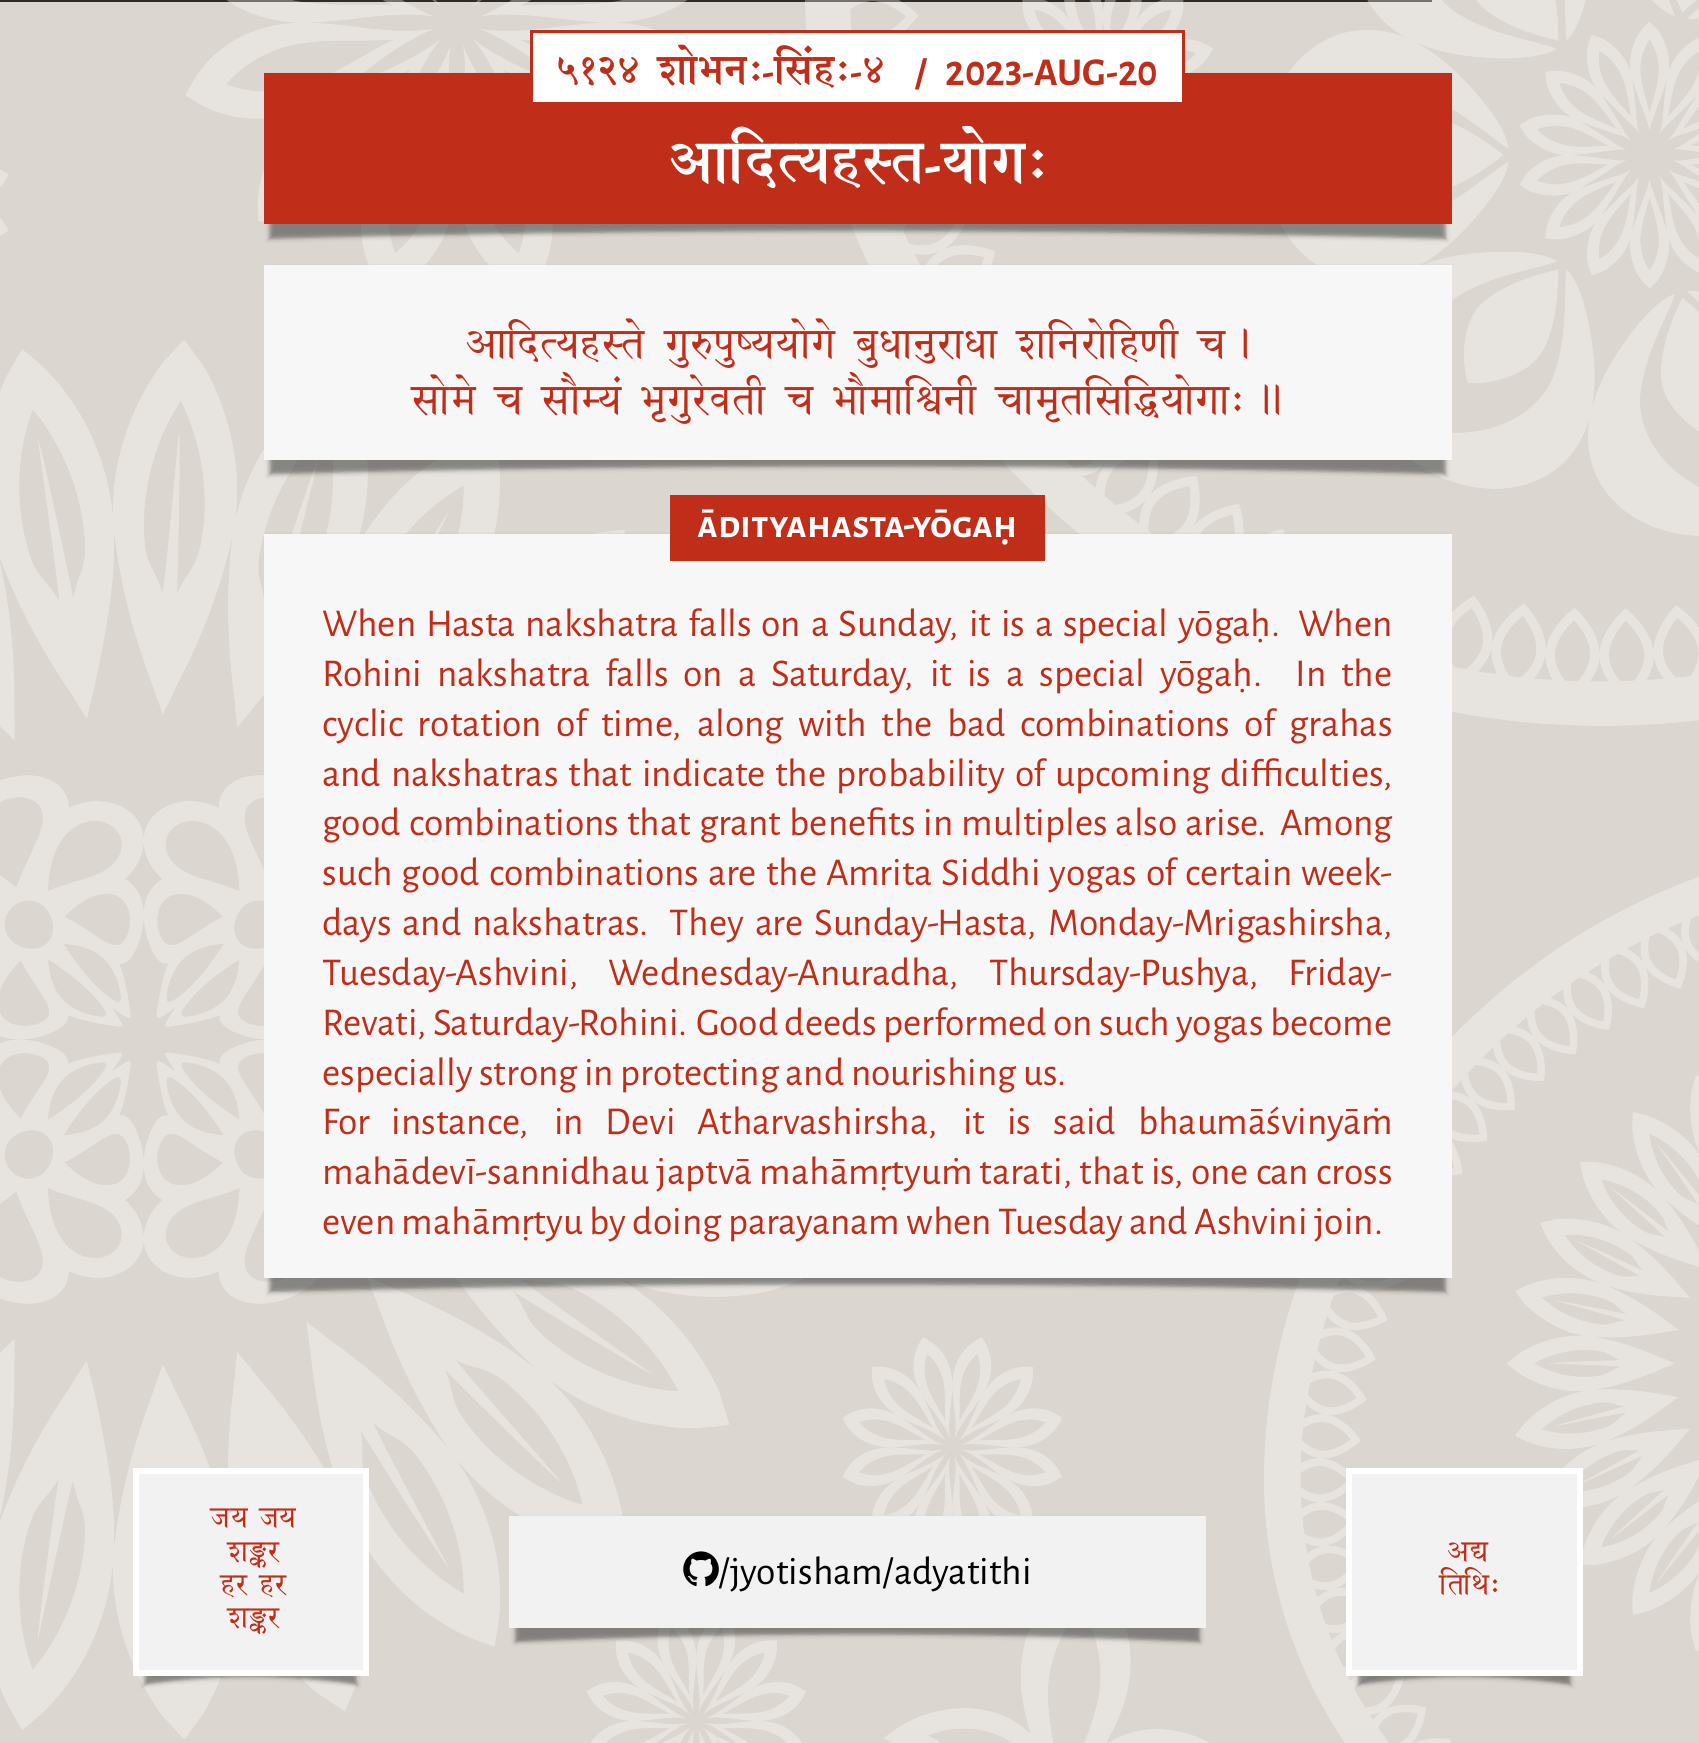 ५१२४ शोभनः-सिंहः-४ / 2023-AUG-20
आदित्यहस्त-योगः
आदित्यहस्ते गुरुपुष्ययोगे बुधानुराधा शनिरोहिणी च।
सोमे च सौम्यं भृगुरेवती च भौमाश्विनी चामृतसिद्धियोगाः॥
ĀDITYAHASTA-YŌGAḤ
When Hasta nakshatra falls on a Sunday, it is a special yōgaḥ. When
Rohini nakshatra falls on a Saturday, it is a special yōgaḥ. In the
cyclic rotation of time, along with the bad combinations of grahas
and nakshatras that indicate the probability of upcoming difficulties,
good combinations that grant benefits in multiples also arise. Among
such good combinations are the Amrita Siddhi yogas of certain week-
days and nakshatras. They are Sunday-Hasta, Monday-Mrigashirsha,
Tuesday-Ashvini, Wednesday-Anuradha, Thursday-Pushya, Friday-
Revati, Saturday-Rohini. Good deeds performed on such yogas become
especially strong in protecting and nourishing us.
For instance, in Devi Atharvashirsha, it is said bhaumāśvinyāṁ
mahādevī-sannidhau japtvā mahāmṛtyuṁ tarati, that is, one can cross
even mahāmṛtyu by doing parayanam when Tuesday and Ashvini join.
जय जय
शङ्कर
हर हर
शङ्कर
/jyotisham/adyatithi
अद्य
तिथिः